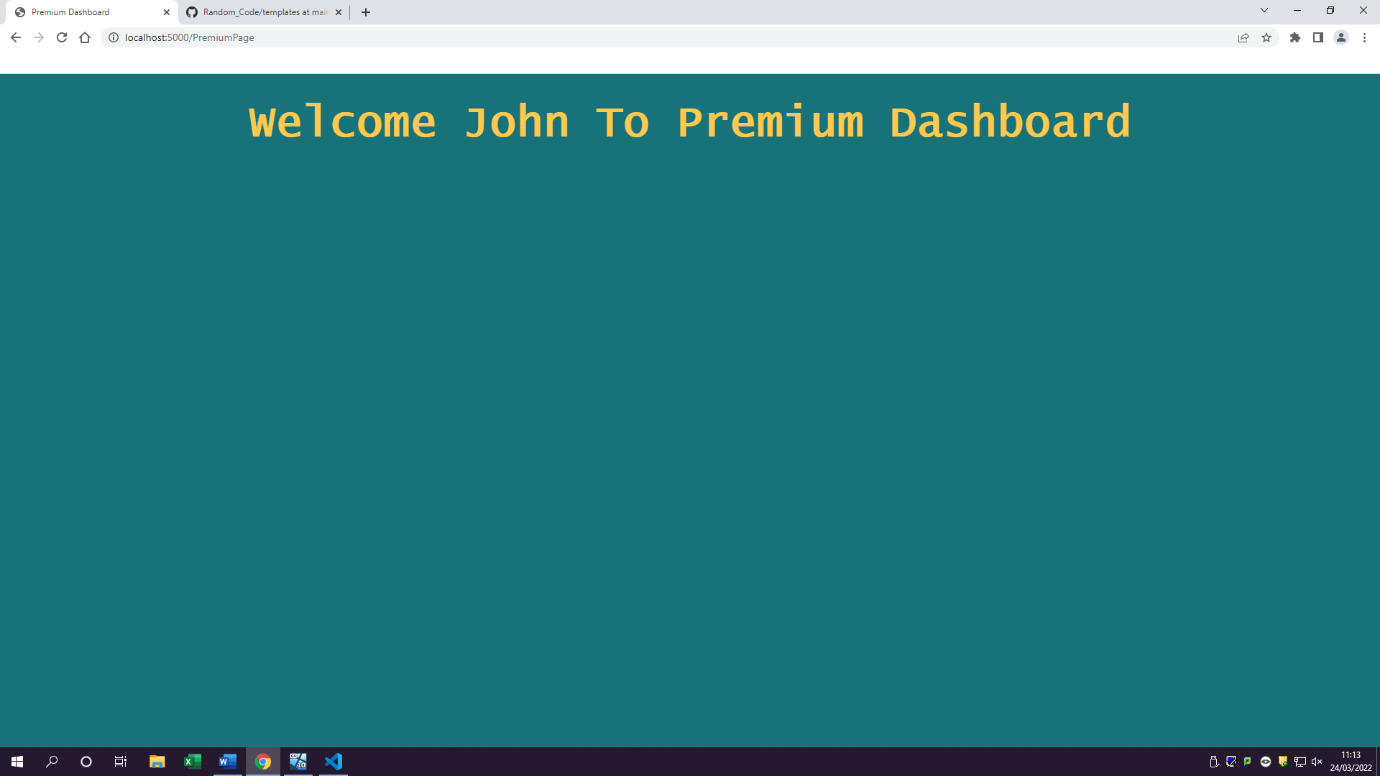 Premium Dashboard
Random_Code/templates at mai
localhost:5000/PremiumPage
Welcome John To Premium Dashboard
11:13
24/03/2022